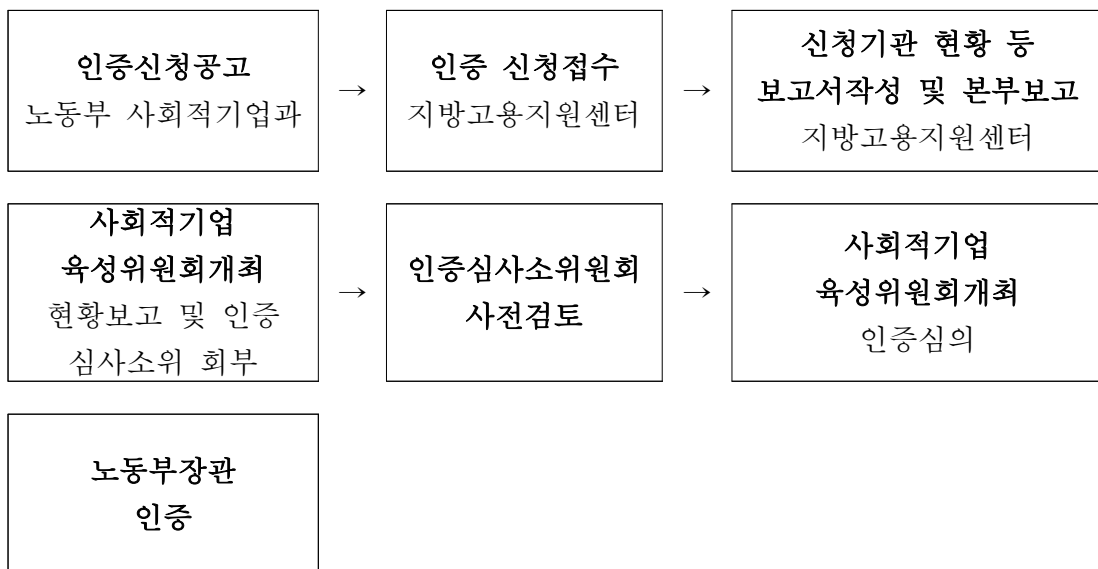 인증신청공고
노동부 사회적기업과
→
인증 신청접수
지방고용지원센터
→
신청기관 현황 등
보고서작성 및 본부보고
지방고용지원센터
사회적기업
육성위원회개최
현황보고 및 인증
심사소위 회부
→
인증심사소위원회
사전검토
→
사회적기업
육성위원회개최
인증심의
노동부장관
인증